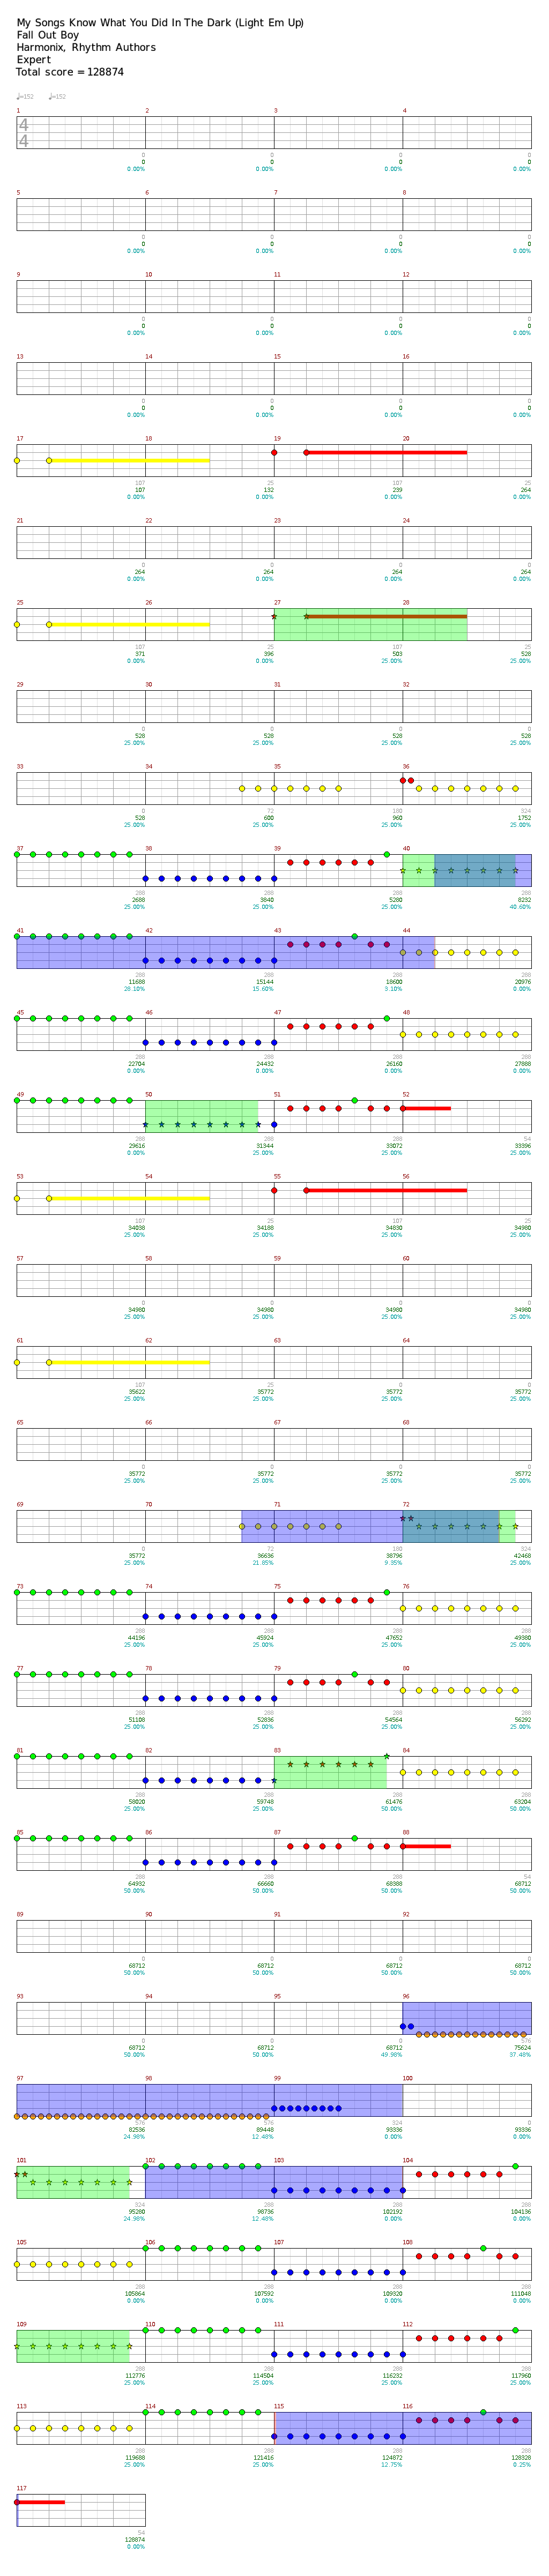 My Songs Know What You Did In The Dark (Light Em Up)
Fall Out Boy
Harmonix, Rhythm Authors
Expert
Total score = 128874
♩=152 ♩=152
1 2 3 4
4
4
0 0 0 0
0 0 0 0
0.00% 0.00% 0.00% 0.00%
5 6 7 8
0 0 0 0
0 0 0 0
0.00% 0.00% 0.00% 0.00%
9 10 11 12
0 0 0 0
0 0 0 0
0.00% 0.00% 0.00% 0.00%
13 14 15 16
0 0 0 0
0 0 0 0
0.00% 0.00% 0.00% 0.00%
17 18 19 20
107 25 107 25
107 132 239 264
0.00% 0.00% 0.00% 0.00%
21 22 23 24
0 0 0 0
264 264 264 264
0.00% 0.00% 0.00% 0.00%
25 26 27 28
107 25 107 25
371 396 503 528
0.00% 0.00% 25.00% 25.00%
29 30 31 32
0 0 0 0
528 528 528 528
25.00% 25.00% 25.00% 25.00%
33 34 35 36
0 72 180 324
528 600 960 1752
25.00% 25.00% 25.00% 25.00%
37 38 39 40
288 288 288 288
2688 3840 5280 8232
25.00% 25.00% 25.00% 40.60%
41 42 43 44
288 288 288 288
11688 15144 18600 20976
28.10% 15.60% 3.10% 0.00%
45 46 47 48
288 288 288 288
22704 24432 26160 27888
0.00% 0.00% 0.00% 0.00%
49 50 51 52
288 288 288 54
29616 31344 33072 33396
0.00% 25.00% 25.00% 25.00%
53 54 55 56
107 25 107 25
34038 34188 34830 34980
25.00% 25.00% 25.00% 25.00%
57 58 59 60
0 0 0 0
34980 34980 34980 34980
25.00% 25.00% 25.00% 25.00%
61 62 63 64
107 25 0 0
35622 35772 35772 35772
25.00% 25.00% 25.00% 25.00%
65 66 67 68
0 0 0 0
35772 35772 35772 35772
25.00% 25.00% 25.00% 25.00%
69 70 71 72
0 72 180 324
35772 36636 38796 42468
25.00% 21.85% 9.35% 25.00%
73 74 75 76
288 288 288 288
44196 45924 47652 49380
25.00% 25.00% 25.00% 25.00%
77 78 79 80
288 288 288 288
51108 52836 54564 56292
25.00% 25.00% 25.00% 25.00%
81 82 83 84
288 288 288 288
58020 59748 61476 63204
25.00% 25.00% 50.00% 50.00%
85 86 87 88
288 288 288 54
64932 66660 68388 68712
50.00% 50.00% 50.00% 50.00%
89 90 91 92
0 0 0 0
68712 68712 68712 68712
50.00% 50.00% 50.00% 50.00%
93 94 95 96
0 0 0 576
68712 68712 68712 75624
50.00% 50.00% 49.98% 37.48%
97 98 99 100
576 576 324 0
82536 89448 93336 93336
24.98% 12.48% 0.00% 0.00%
101 102 103 104
324 288 288 288
95280 98736 102192 104136
24.98% 12.48% 0.00% 0.00%
105 106 107 108
288 288 288 288
105864 107592 109320 111048
0.00% 0.00% 0.00% 0.00%
109 110 111 112
288 288 288 288
112776 114504 116232 117960
25.00% 25.00% 25.00% 25.00%
113 114 115 116
288 288 288 288
119688 121416 124872 128328
25.00% 25.00% 12.75% 0.25%
117
54
128874
0.00%